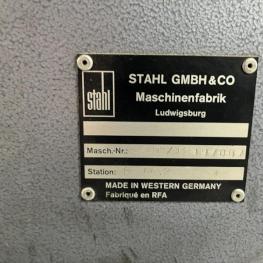 STAHL GMBH & CO
stahl
Maschinenfabrik
Ludwigsburg
Masch.-Nr.:
Station:
MADE IN WESTERN GERMANY
Fabriqué en RFA